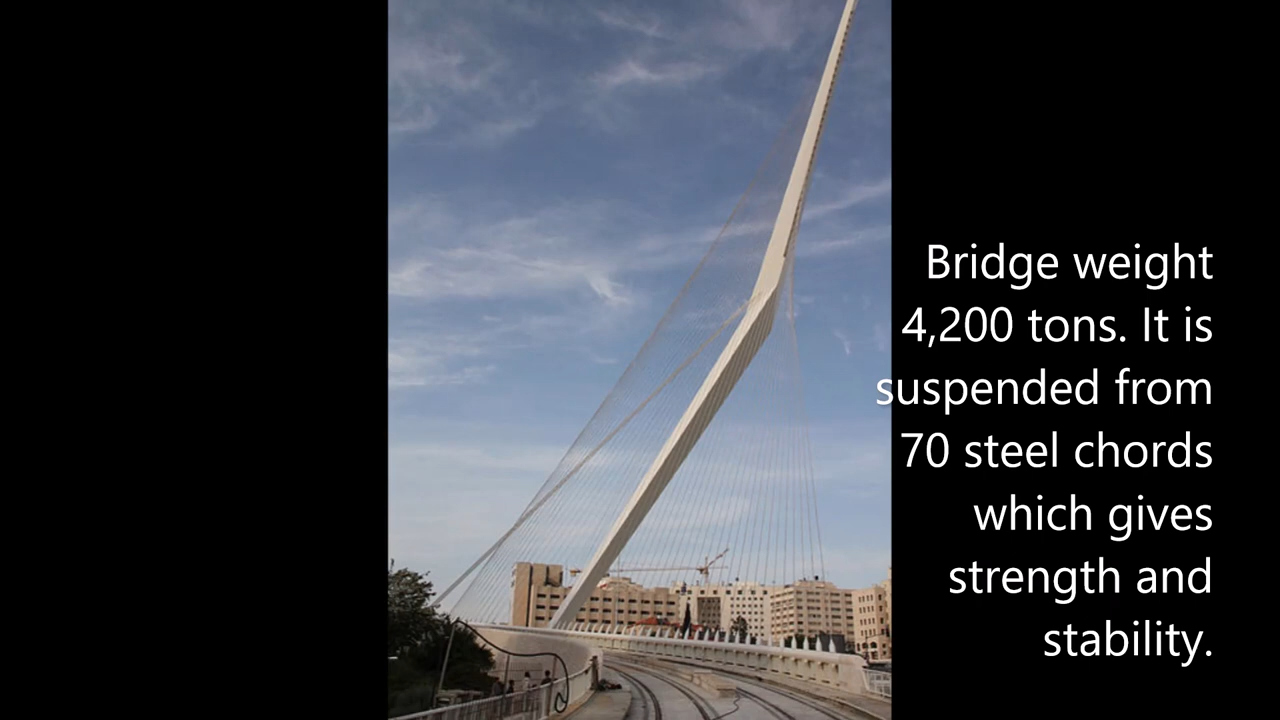 Bridge weight
4,200 tons. It is
suspended from
70 steel chords
which gives
strength and
stability.